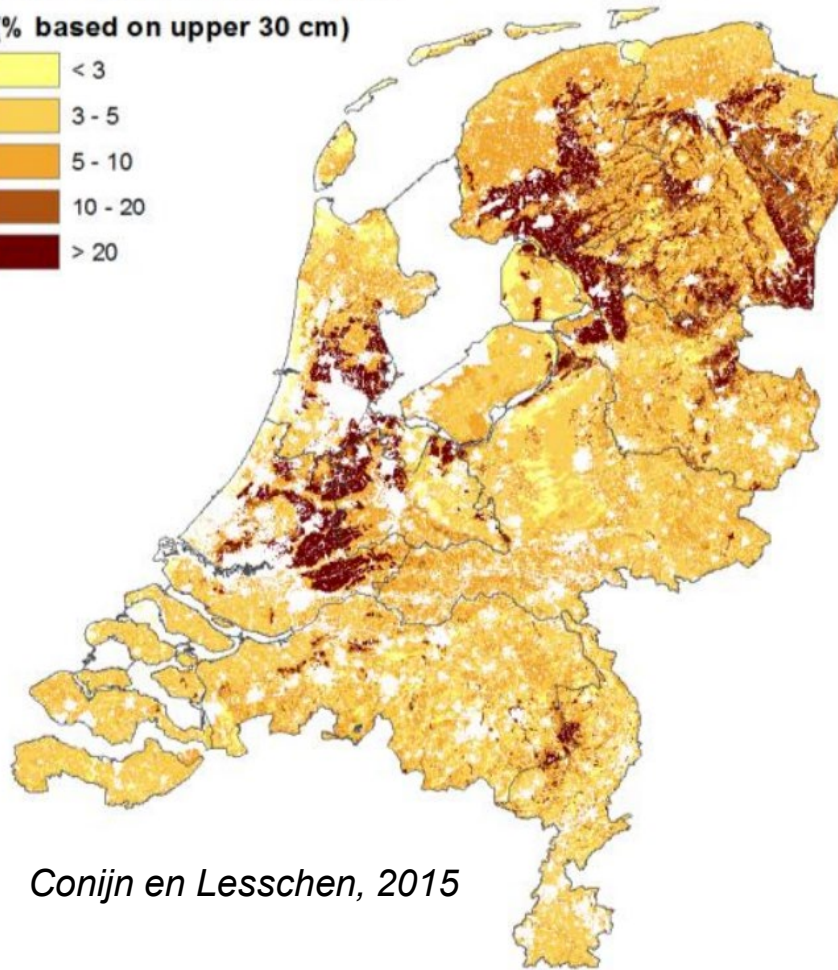 % based on upper 30 cm)
< 3
3 - 5
5 - 10
10 - 20
> 20
Conijn en Lesschen, 2015